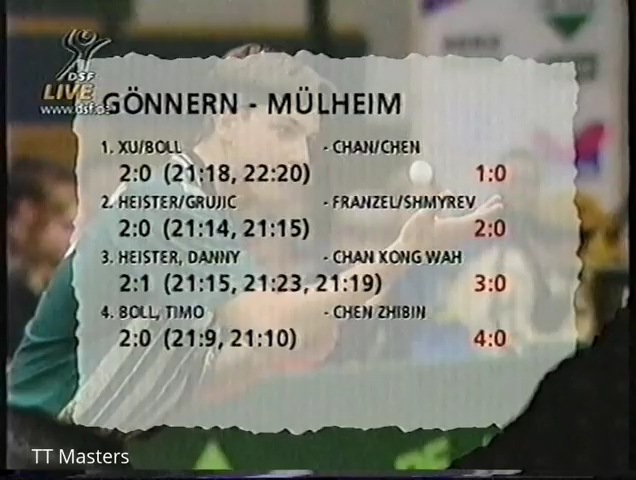 DSF
LIVE
www.dsf.
GÖNNERN - MÜLHEIM
1. XU/BOLL - CHAN/CHEN
2:0 (21:18, 22:20) 1:0
2. HEISTER/GRUJIC - FRANZEL/SHMYREV
2:0 (21:14, 21:15) 2:0
3. HEISTER, DANNY - CHAN KONG WAH
2:1 (21:15, 21:23, 21:19) 3:0
4. BOLL, TIMO - CHEN ZHIBIN
2:0 (21:9, 21:10) 4:0
TT Masters